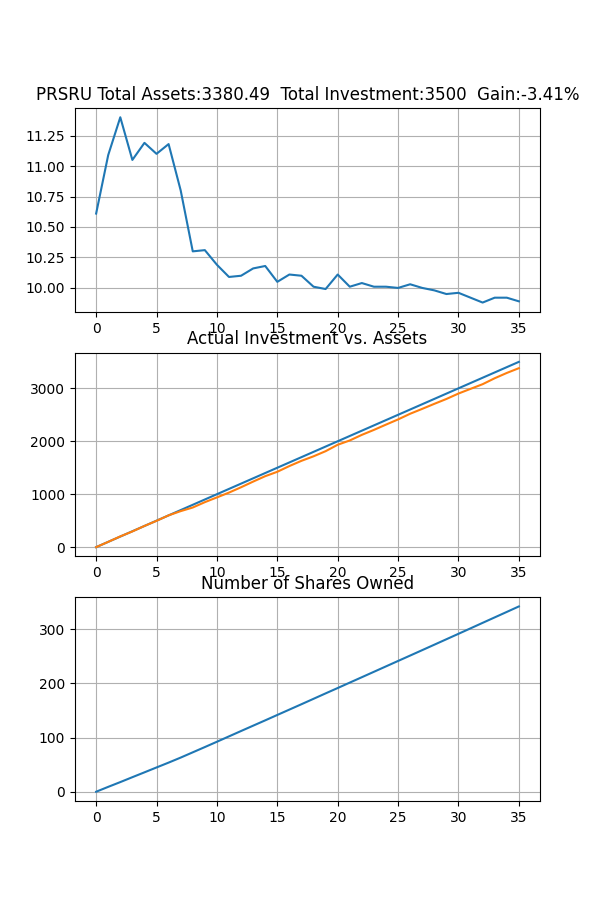 PRSRU Total Assets:3380.49  Total Investment:3500  Gain:-3.41%
11.25
11.00
10.75
10.50
10.25
10.00
0 5 10 15 20 25 30 35
Actual Investment vs. Assets
3000
2000
1000
0
0 5 10 15 20 25 30 35
Number of Shares Owned
300
200
100
0
0 5 10 15 20 25 30 35